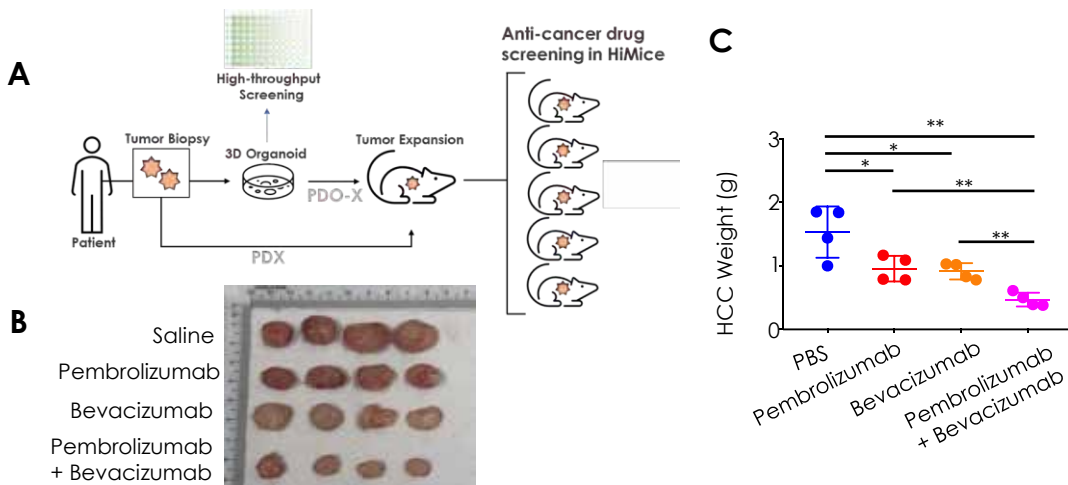 A
High-throughput
Screening
Tumor Biopsy
3D Organoid
Tumor Expansion
PDO-X
Patient
PDX
Anti-cancer drug
screening in HiMice
B
Saline
Pembrolizumab
Bevacizumab
Pembrolizumab
+ Bevacizumab
C
HCC Weight (g)
3
2
1
0
**
*
*
**
**
PBS
Pembrolizumab
Bevacizumab
Pembrolizumab
+ Bevacizumab